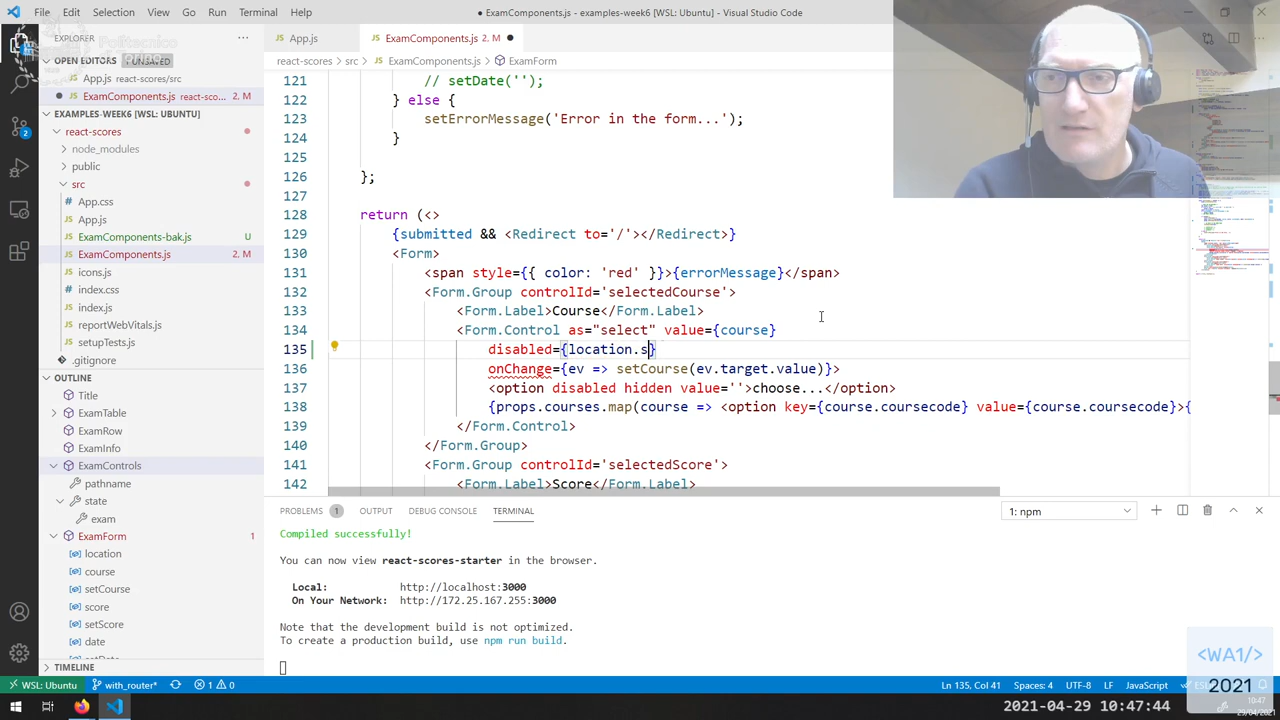 File Edit Selection View Go Run Terminal Help
● ExamComponents.js - examples-week6 [WSL: Ubuntu] - Visual Studio Code
Politecnico
EXPLORER
OPEN EDITORS 1 UNSAVED
App.js react-scores/src
ExamComponents.js react-sco... 2, M
EXAMPLES-WEEK6 [WSL: UBUNTU]
react-scores
node_modules
public
src
App.css
App.js
ExamComponents-bak.js
ExamComponents.js 2, M
icons.js
index.css
index.js
reportWebVitals.js
setupTests.js
.gitignore
OUTLINE
Title
ExamTable
ExamRow
ExamInfo
ExamControls
pathname
state
exam
ExamForm 1
location
course
setCourse
score
setScore
date
TIMELINE
App.js
ExamComponents.js 2, M
react-scores > src > ExamComponents.js > ExamForm
121 // setDate('');
122 } else {
123 setErrorMessage('Error in the form...');
124 }
125
126 };
127
128 return (<>
129 {submitted && <Redirect to='/'></Redirect>}
130 <Form>
131 <span style={{ color: 'red' }}>{errorMessage}</span>
132 <Form.Group controlId='selectedCourse'>
133 <Form.Label>Course</Form.Label>
134 <Form.Control as="select" value={course}
135 disabled={location.s}
136 onChange={ev => setCourse(ev.target.value)}>
137 <option disabled hidden value=''>choose...</option>
138 {props.courses.map(course => <option key={course.coursecode} value={course.coursecode}>{
139 </Form.Control>
140 </Form.Group>
141 <Form.Group controlId='selectedScore'>
142 <Form.Label>Score</Form.Label>
PROBLEMS 1 OUTPUT DEBUG CONSOLE TERMINAL
1: npm
Compiled successfully!
You can now view react-scores-starter in the browser.
Local: http://localhost:3000
On Your Network: http://172.25.167.255:3000
Note that the development build is not optimized.
To create a production build, use npm run build.
<WA1/>
2021
WSL: Ubuntu with_router* 1 0
Ln 135, Col 41 Spaces: 4 UTF-8 LF JavaScript
2021-04-29 10:47:44
10:47
29/04/2021